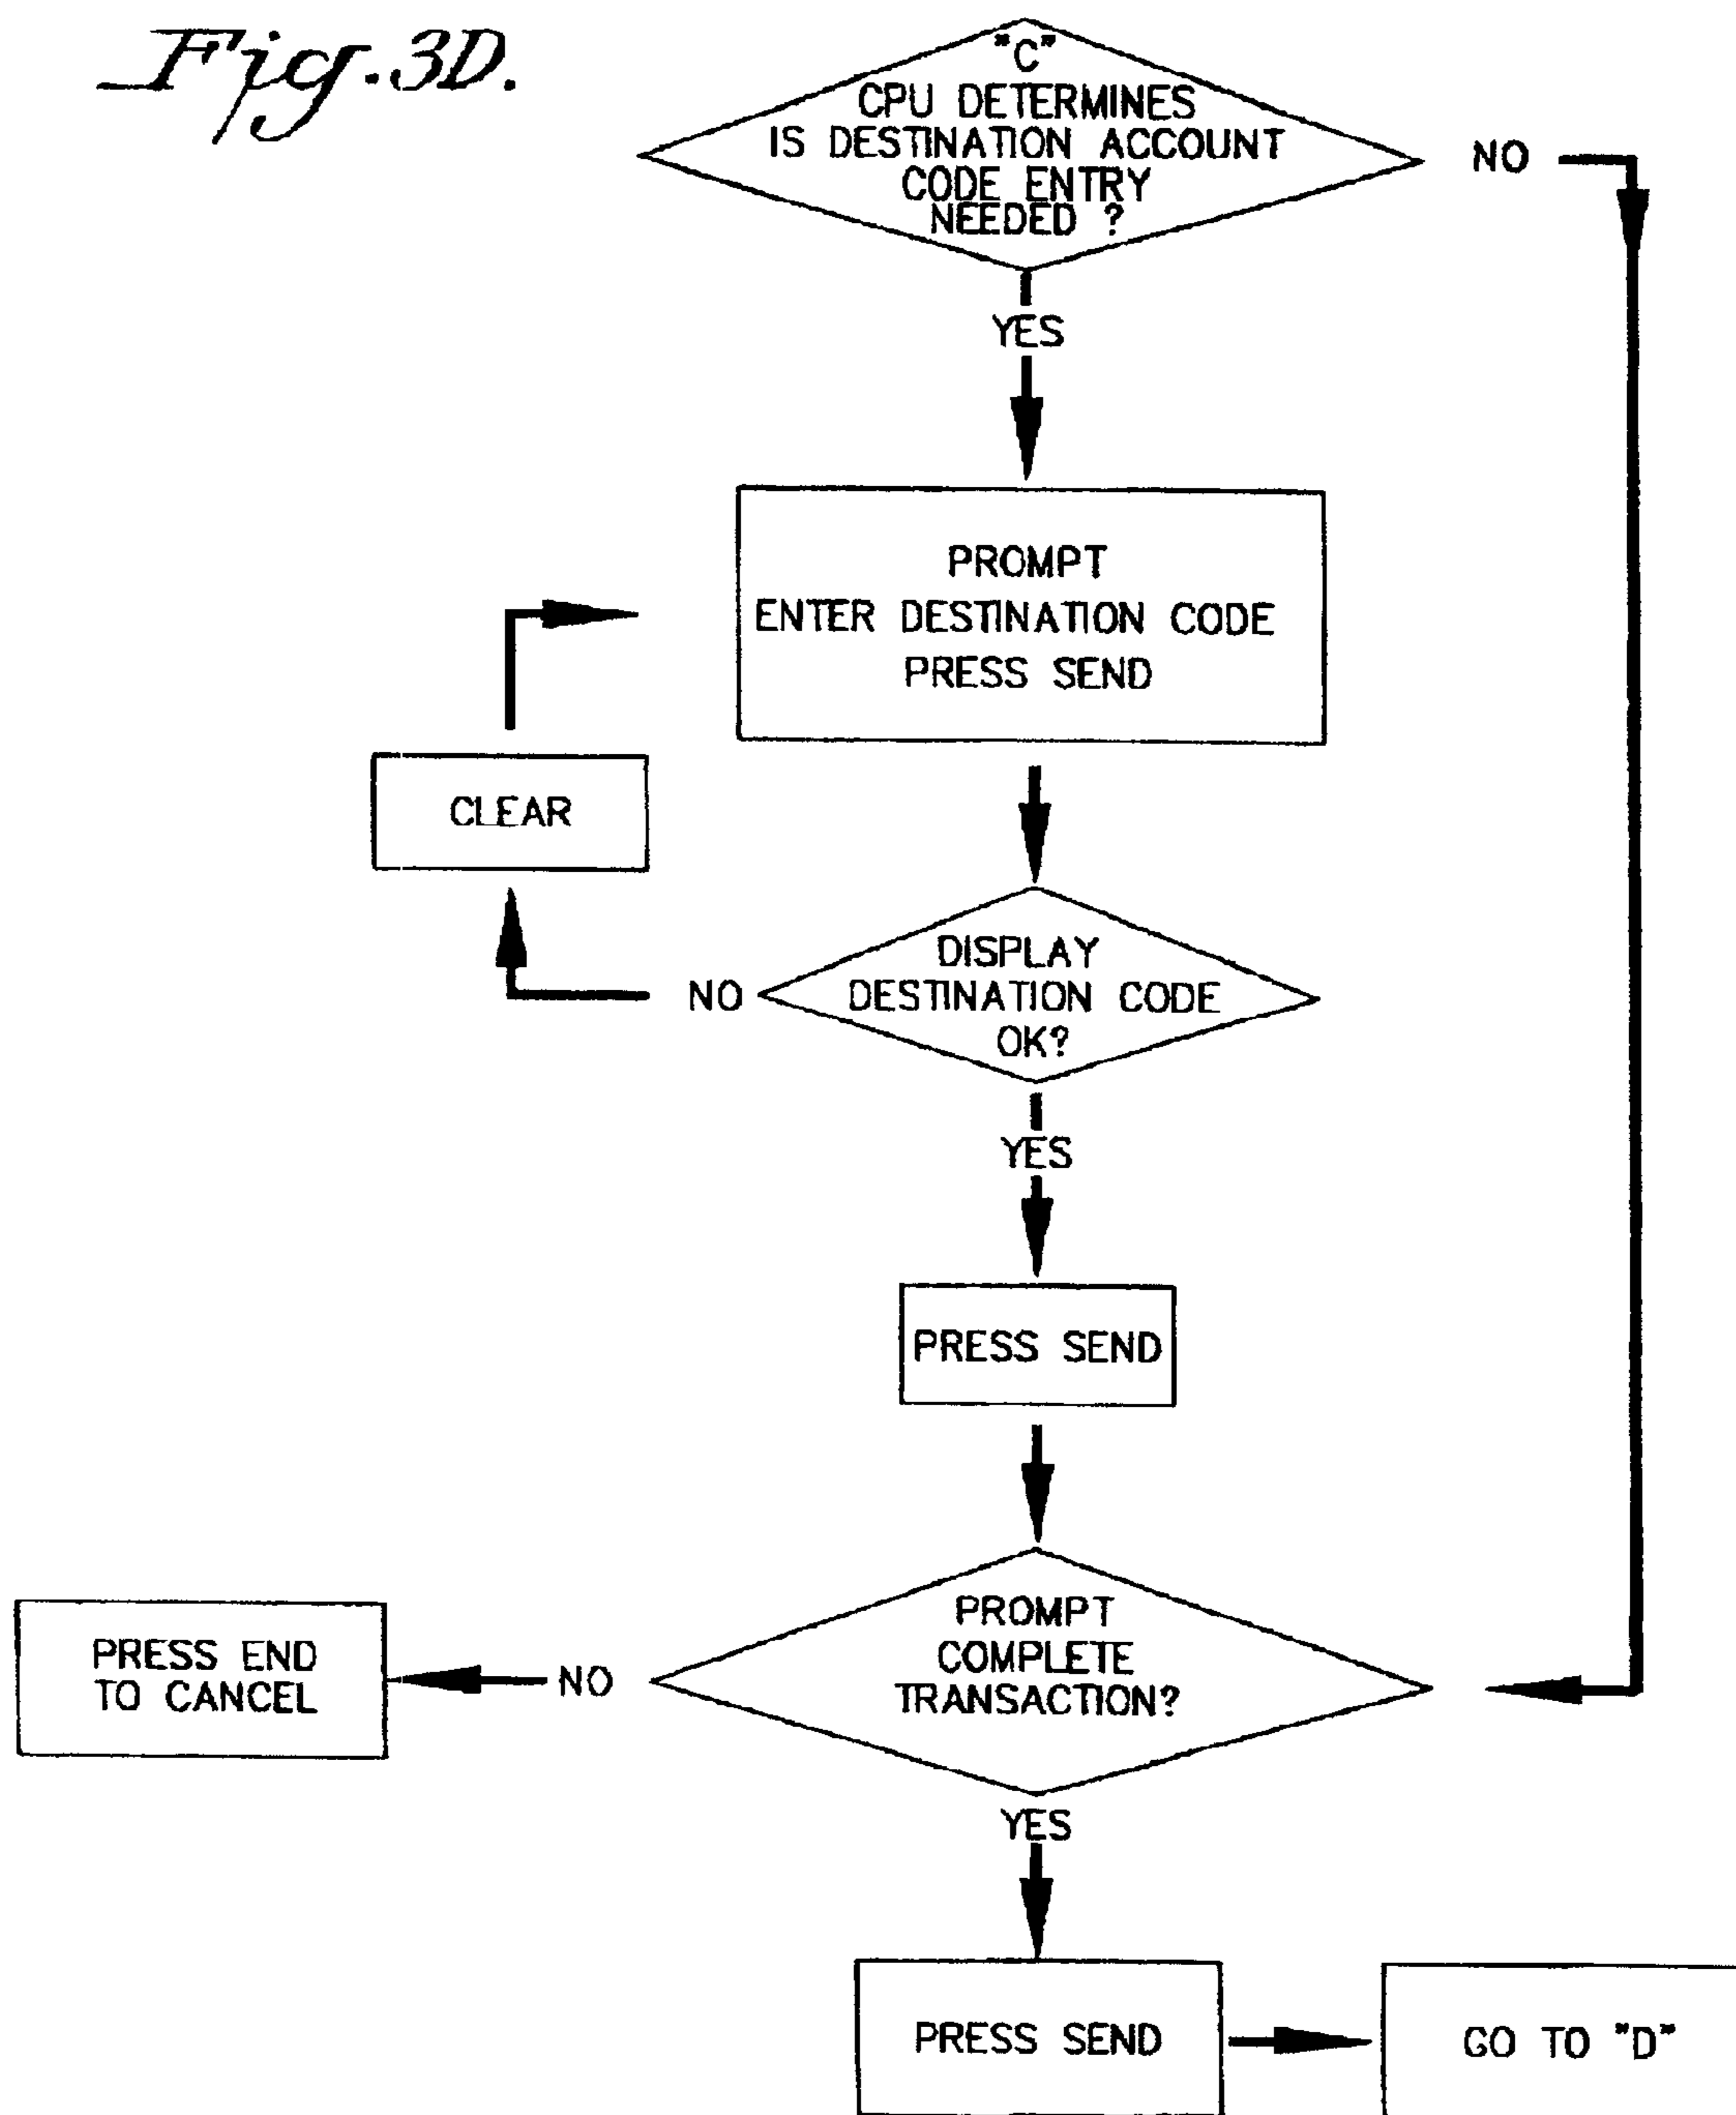 Fig. 3D.
"C"
CPU DETERMINES
IS DESTINATION ACCOUNT
CODE ENTRY
NEEDED ?
NO
YES
PROMPT
ENTER DESTINATION CODE
PRESS SEND
CLEAR
DISPLAY
DESTINATION CODE
OK?
NO
YES
PRESS SEND
PROMPT
COMPLETE
TRANSACTION?
NO
PRESS END
TO CANCEL
YES
PRESS SEND
GO TO "D"